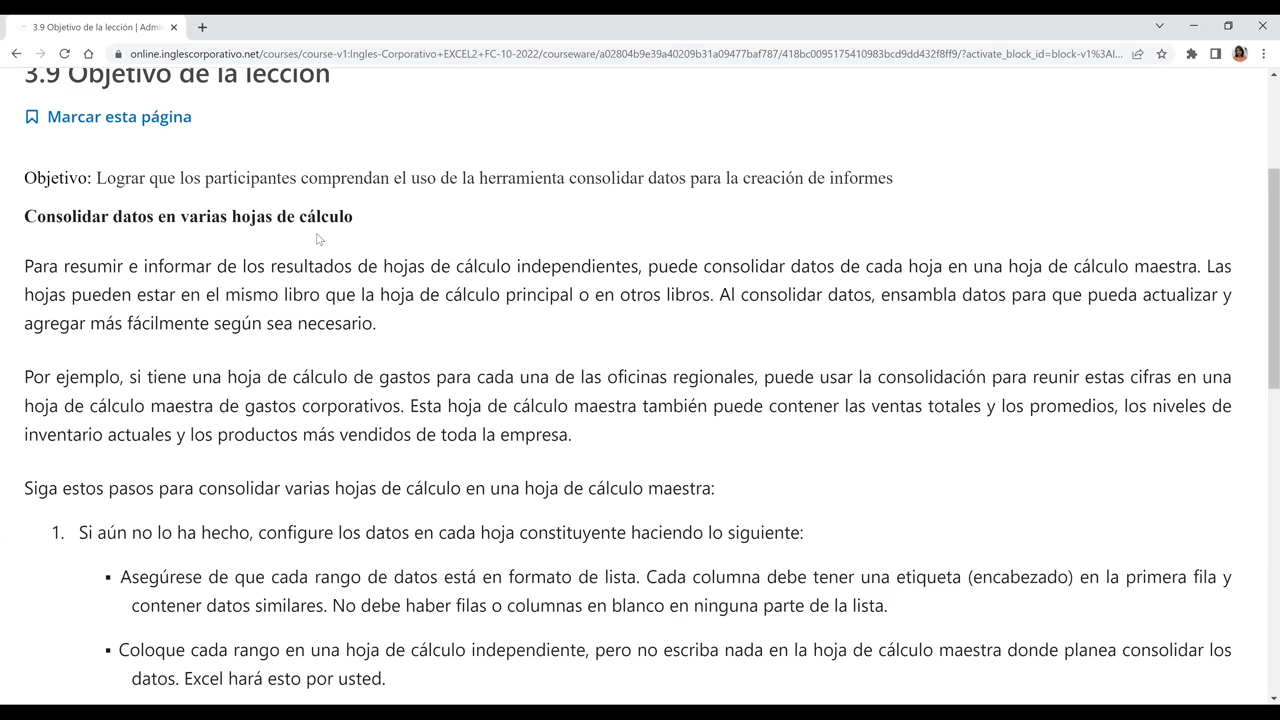 3.9 Objetivo de la lección | Admi
online.inglescorporativo.net/courses/course-v1:Ingles-Corporativo+EXCEL2+FC-10-2022/courseware/a02804b9e39a40209b31a09477baf787/418bc0095175410983bcd9dd432f8ff9/?activate_block_id=block-v1%3Al...
3.9 Objetivo de la lección
Marcar esta página
Objetivo: Lograr que los participantes comprendan el uso de la herramienta consolidar datos para la creación de informes
Consolidar datos en varias hojas de cálculo
Para resumir e informar de los resultados de hojas de cálculo independientes, puede consolidar datos de cada hoja en una hoja de cálculo maestra. Las
hojas pueden estar en el mismo libro que la hoja de cálculo principal o en otros libros. Al consolidar datos, ensambla datos para que pueda actualizar y
agregar más fácilmente según sea necesario.
Por ejemplo, si tiene una hoja de cálculo de gastos para cada una de las oficinas regionales, puede usar la consolidación para reunir estas cifras en una
hoja de cálculo maestra de gastos corporativos. Esta hoja de cálculo maestra también puede contener las ventas totales y los promedios, los niveles de
inventario actuales y los productos más vendidos de toda la empresa.
Siga estos pasos para consolidar varias hojas de cálculo en una hoja de cálculo maestra:
1. Si aún no lo ha hecho, configure los datos en cada hoja constituyente haciendo lo siguiente:
▪ Asegúrese de que cada rango de datos está en formato de lista. Cada columna debe tener una etiqueta (encabezado) en la primera fila y
contener datos similares. No debe haber filas o columnas en blanco en ninguna parte de la lista.
▪ Coloque cada rango en una hoja de cálculo independiente, pero no escriba nada en la hoja de cálculo maestra donde planea consolidar los
datos. Excel hará esto por usted.